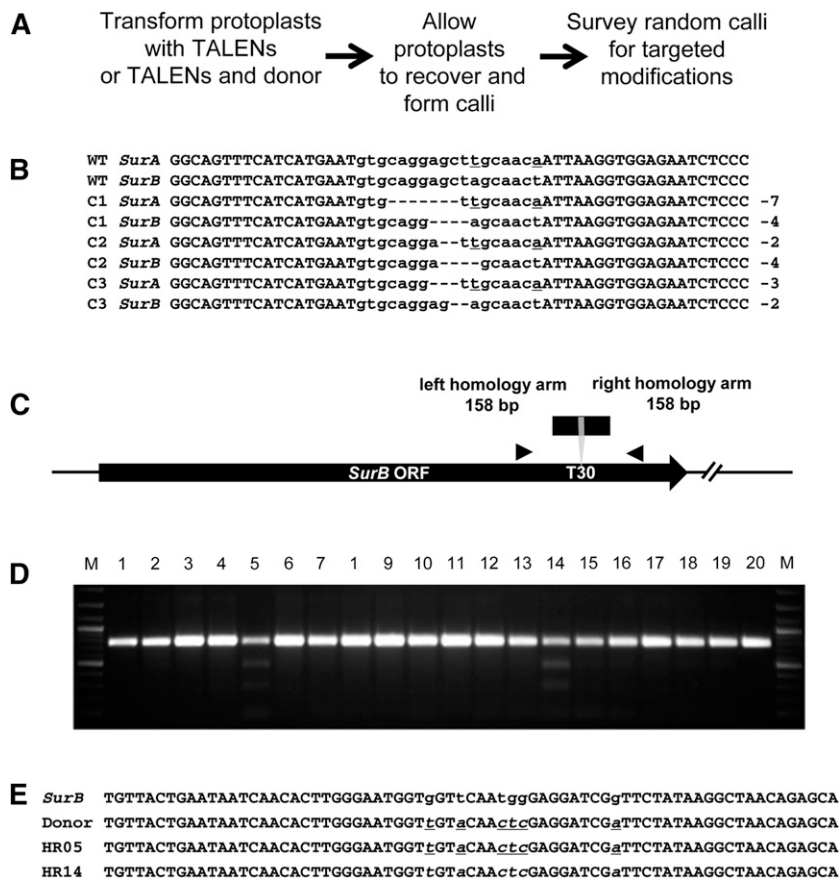 A
Transform protoplasts
with TALENs
or TALENs and donor
Allow
protoplasts
to recover and
form calli
Survey random calli
for targeted
modifications
B
WT SurA GGCAGTTTCATCATGAATgtgcaggagcttgcaacaATTAAGGTGGAGAATCTCCC
WT SurB GGCAGTTTCATCATGAATgtgcaggagctagcaactATTAAGGTGGAGAATCTCCC
C1 SurA GGCAGTTTCATCATGAATgtg-------ttgcaacaATTAAGGTGGAGAATCTCCC -7
C1 SurB GGCAGTTTCATCATGAATgtgcagg----agcaactATTAAGGTGGAGAATCTCCC -4
C2 SurA GGCAGTTTCATCATGAATgtgcagga--ttgcaacaATTAAGGTGGAGAATCTCCC -2
C2 SurB GGCAGTTTCATCATGAATgtgcagga----gcaactATTAAGGTGGAGAATCTCCC -4
C3 SurA GGCAGTTTCATCATGAATgtgcagg---ttgcaacaATTAAGGTGGAGAATCTCCC -3
C3 SurB GGCAGTTTCATCATGAATgtgcaggag--agcaactATTAAGGTGGAGAATCTCCC -2
C
left homology arm
158 bp
right homology arm
158 bp
SurB ORF
T30
D
M 1 2 3 4 5 6 7 1 9 10 11 12 13 14 15 16 17 18 19 20 M
E
SurB TGTTACTGAATAATCAACACTTGGGAATGGTgGTtCAAtggGAGGATCGgTTCTATAAGGCTAACAGAGCA
Donor TGTTACTGAATAATCAACACTTGGGAATGGTtGTaCAActcGAGGATCGaTTCTATAAGGCTAACAGAGCA
HR05 TGTTACTGAATAATCAACACTTGGGAATGGTtGTaCAActcGAGGATCGaTTCTATAAGGCTAACAGAGCA
HR14 TGTTACTGAATAATCAACACTTGGGAATGGTtGTaCAActcGAGGATCGaTTCTATAAGGCTAACAGAGCA